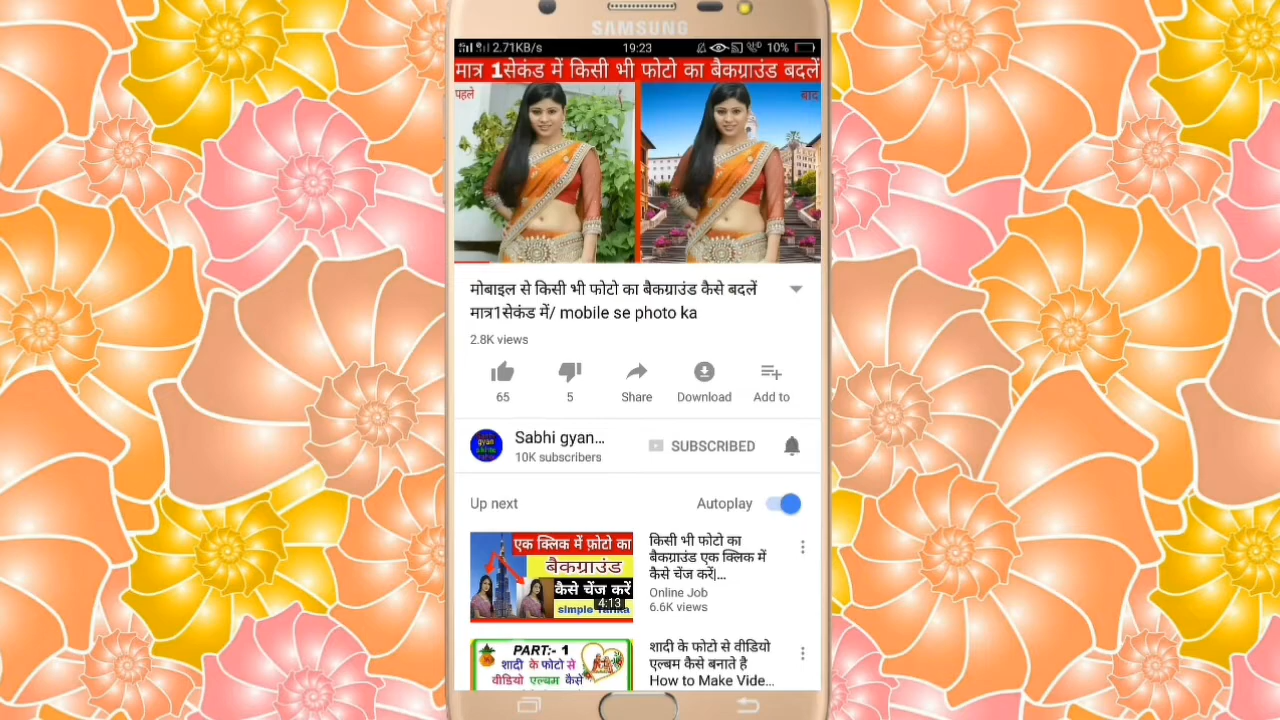 SAMSUNG
2.71KB/s 19:23 10%
मात्र 1सेकंड में किसी भी फोटो का बैकग्राउंड बदलें
पहले
बाद
मोबाइल से किसी भी फोटो का बैकग्राउंड कैसे बदलें
मात्र1सेकंड में/ mobile se photo ka
2.8K views
65 5 Share Download Add to
Sabhi gyan...
10K subscribers
SUBSCRIBED
Up next
Autoplay
एक क्लिक में फ़ोटो का
बैकग्राउंड
कैसे चेंज करें
4:13
simple Tarika
किसी भी फोटो का
बैकग्राउंड एक क्लिक में
कैसे चेंज करें|...
Online Job
6.6K views
PART:- 1
शादी के फोटो से
वीडियो एल्बम कैसे
शादी के फोटो से वीडियो
एल्बम कैसे बनाते है
How to Make Vide...